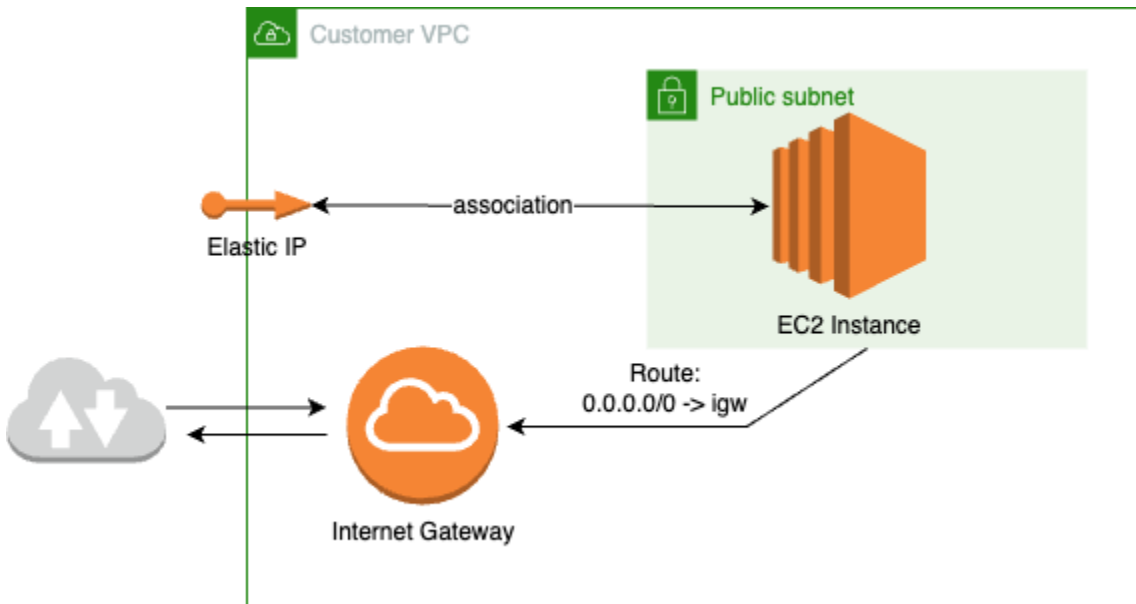 Customer VPC
Public subnet
association
Elastic IP
EC2 Instance
Route:
0.0.0.0/0 -> igw
Internet Gateway